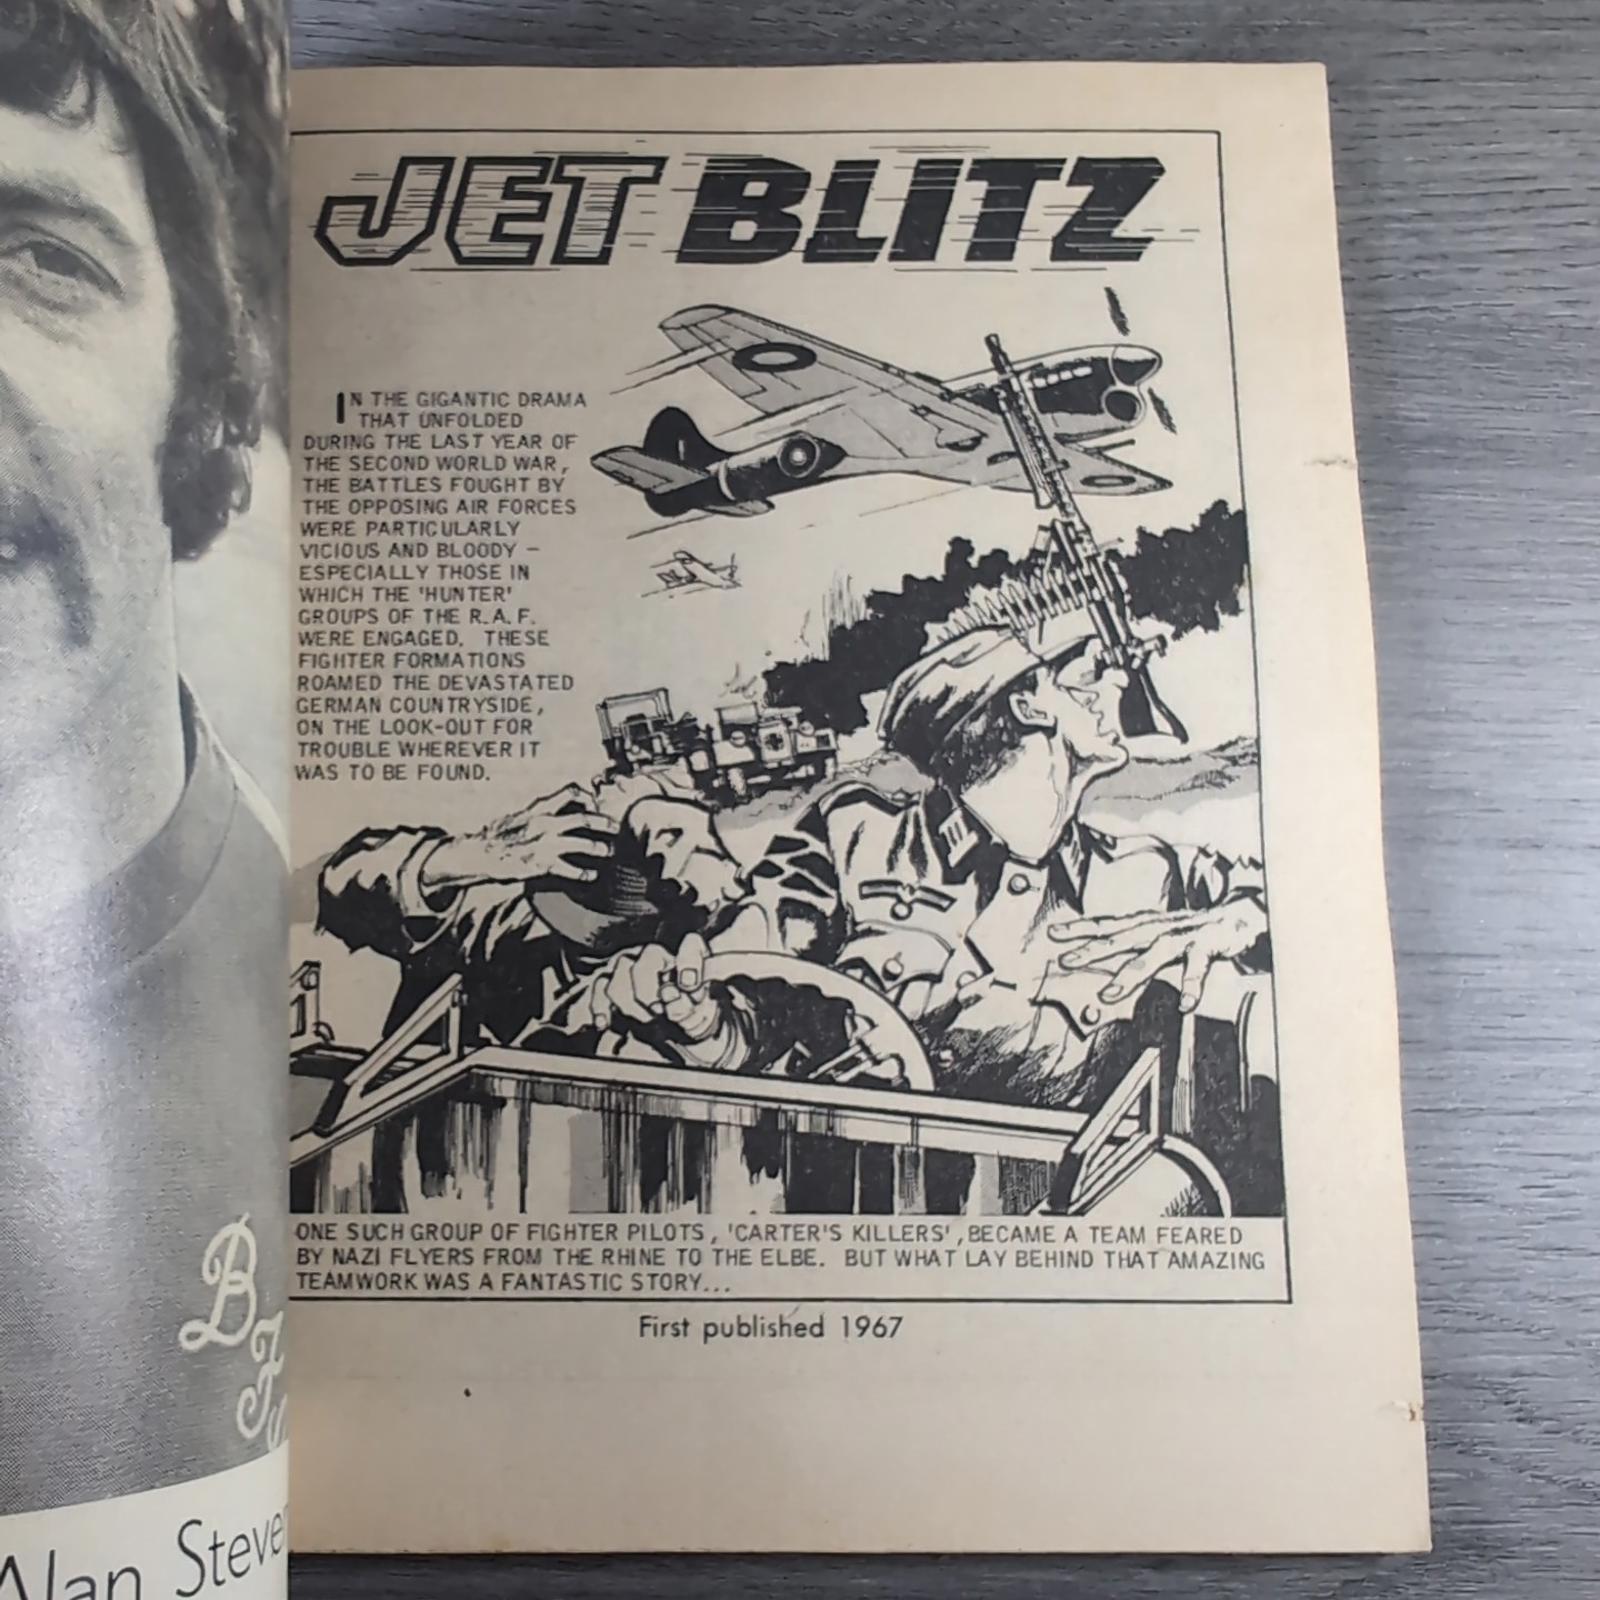 JET BLITZ
IN THE GIGANTIC DRAMA
THAT UNFOLDED
DURING THE LAST YEAR OF
THE SECOND WORLD WAR,
THE BATTLES FOUGHT BY
THE OPPOSING AIR FORCES
WERE PARTICULARLY
VICIOUS AND BLOODY —
ESPECIALLY THOSE IN
WHICH THE 'HUNTER'
GROUPS OF THE R.A.F.
WERE ENGAGED. THESE
FIGHTER FORMATIONS
ROAMED THE DEVASTATED
GERMAN COUNTRYSIDE,
ON THE LOOK-OUT FOR
TROUBLE WHEREVER IT
WAS TO BE FOUND.
ONE SUCH GROUP OF FIGHTER PILOTS, 'CARTER'S KILLERS', BECAME A TEAM FEARED
BY NAZI FLYERS FROM THE RHINE TO THE ELBE. BUT WHAT LAY BEHIND THAT AMAZING
TEAMWORK WAS A FANTASTIC STORY...
First published 1967
Alan Steve